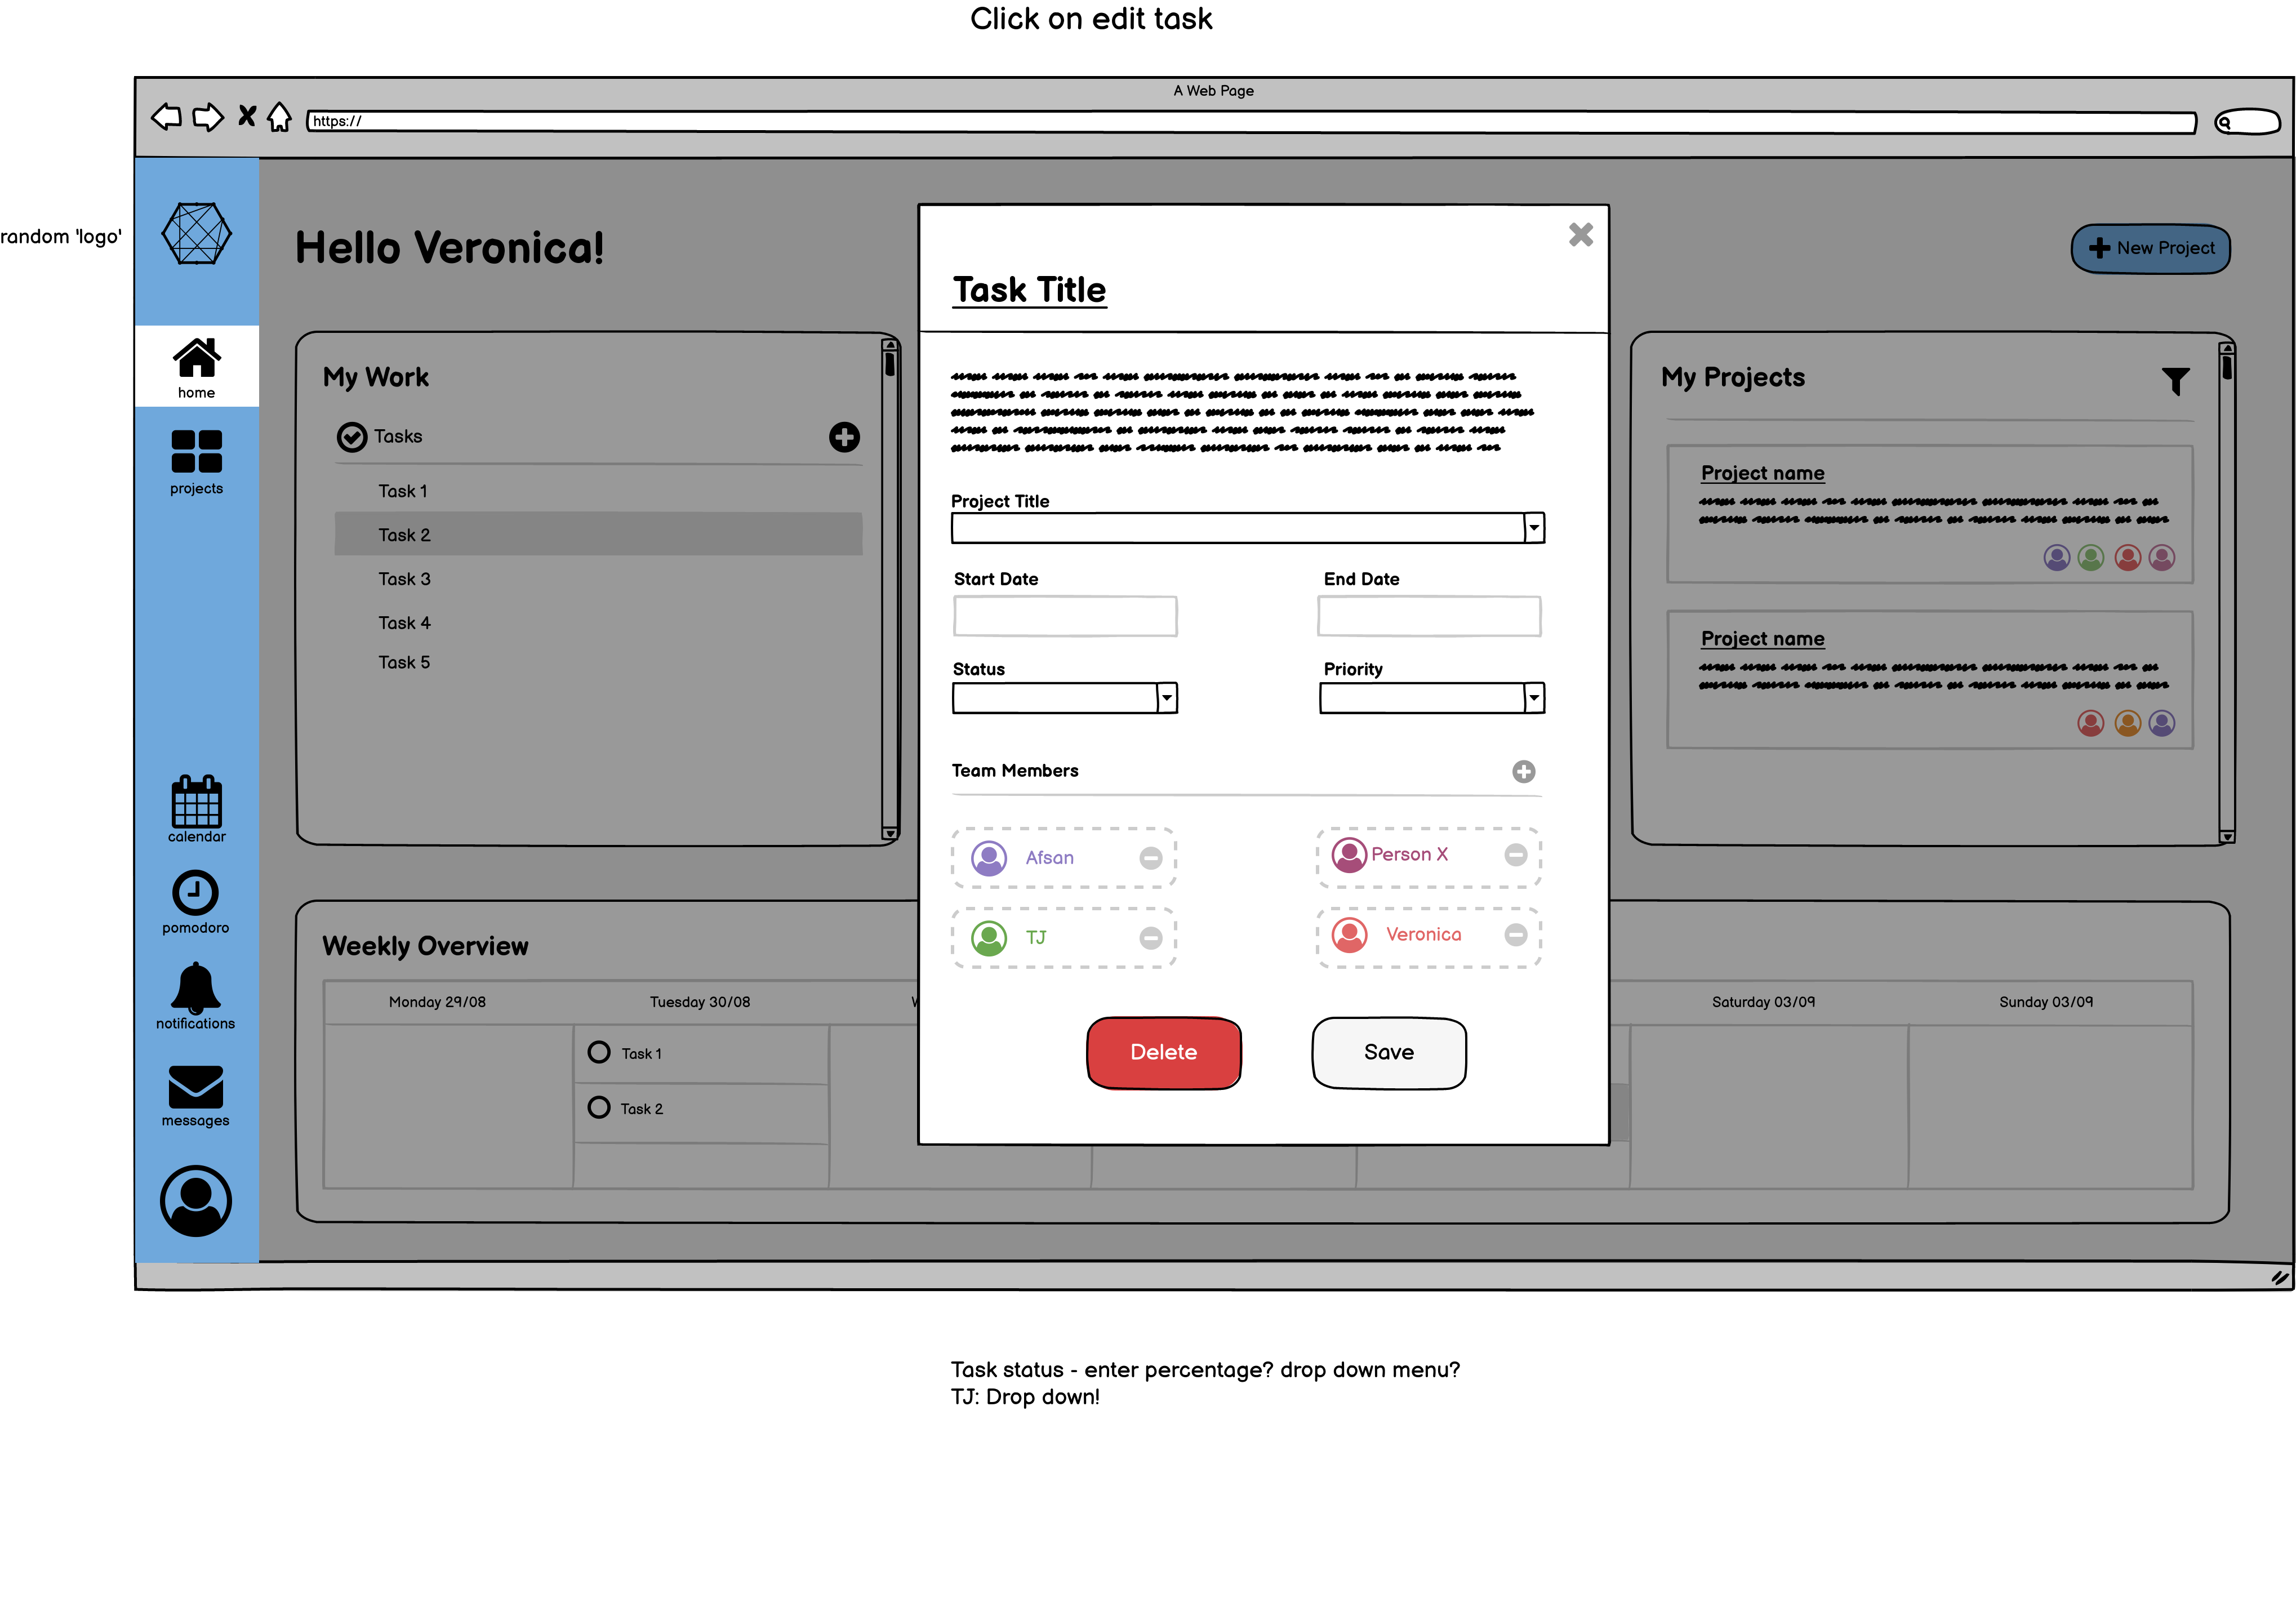 Click on edit task
A Web Page
https://
random 'logo'
Hello Veronica!
New Project
home
projects
calendar
pomodoro
notifications
messages
My Work
Tasks
Task 1
Task 2
Task 3
Task 4
Task 5
Task Title
Project Title
Start Date
End Date
Status
Priority
Team Members
Afsan
Person X
TJ
Veronica
Delete
Save
My Projects
Project name
Project name
Weekly Overview
Monday 29/08
Tuesday 30/08
Saturday 03/09
Sunday 03/09
Task 1
Task 2
Task status - enter percentage? drop down menu?
TJ: Drop down!